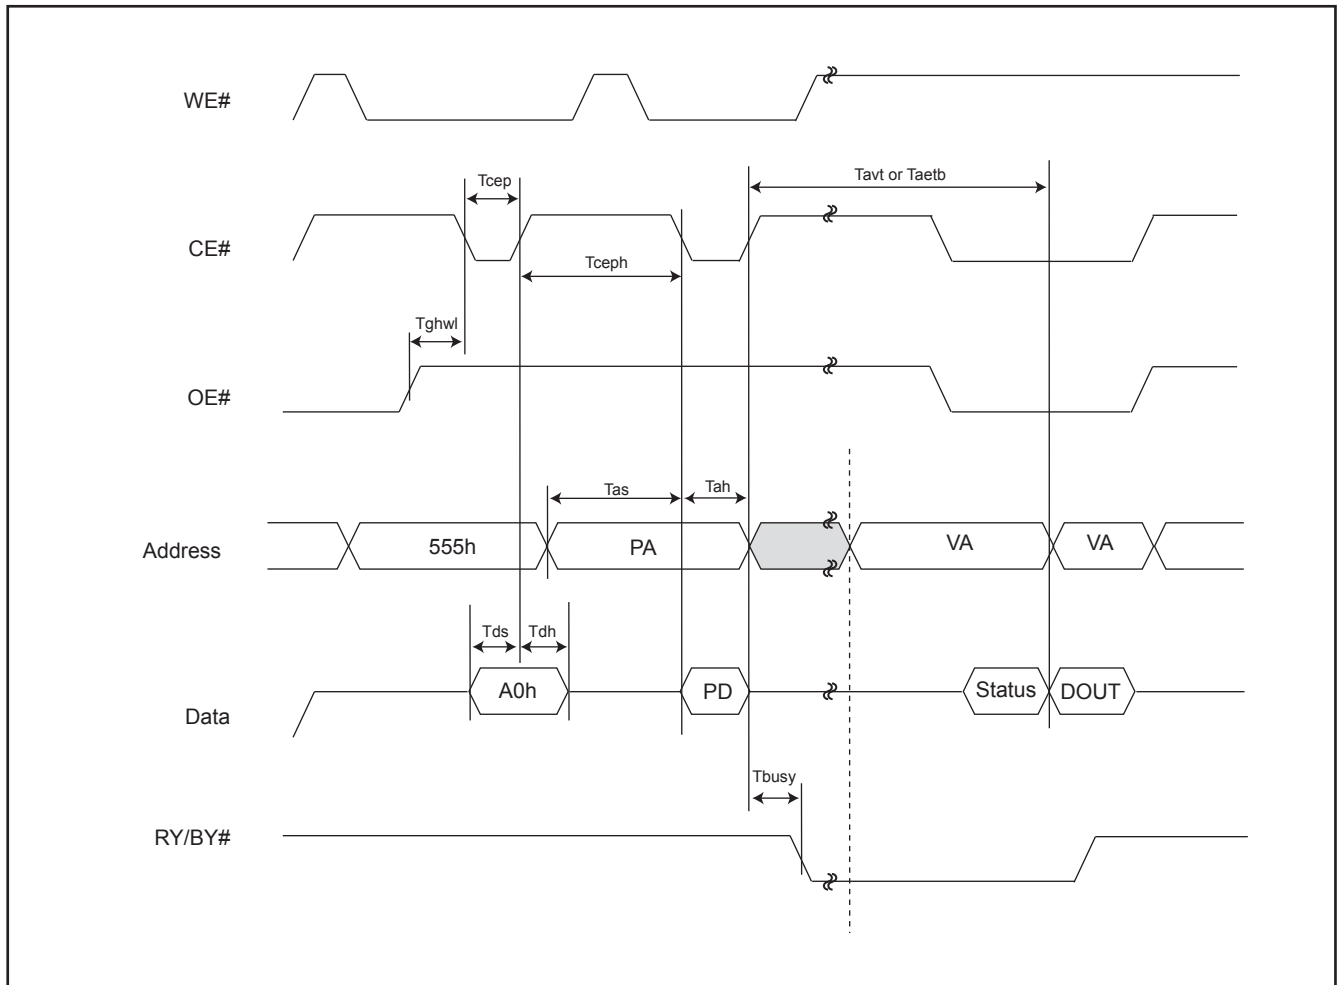 WE#
Tcep
Tavt or Taetb
CE#
Tceph
Tghwl
OE#
Tas
Tah
Address
555h
PA
VA
VA
Tds
Tdh
A0h
PD
Status
DOUT
Data
Tbusy
RY/BY#